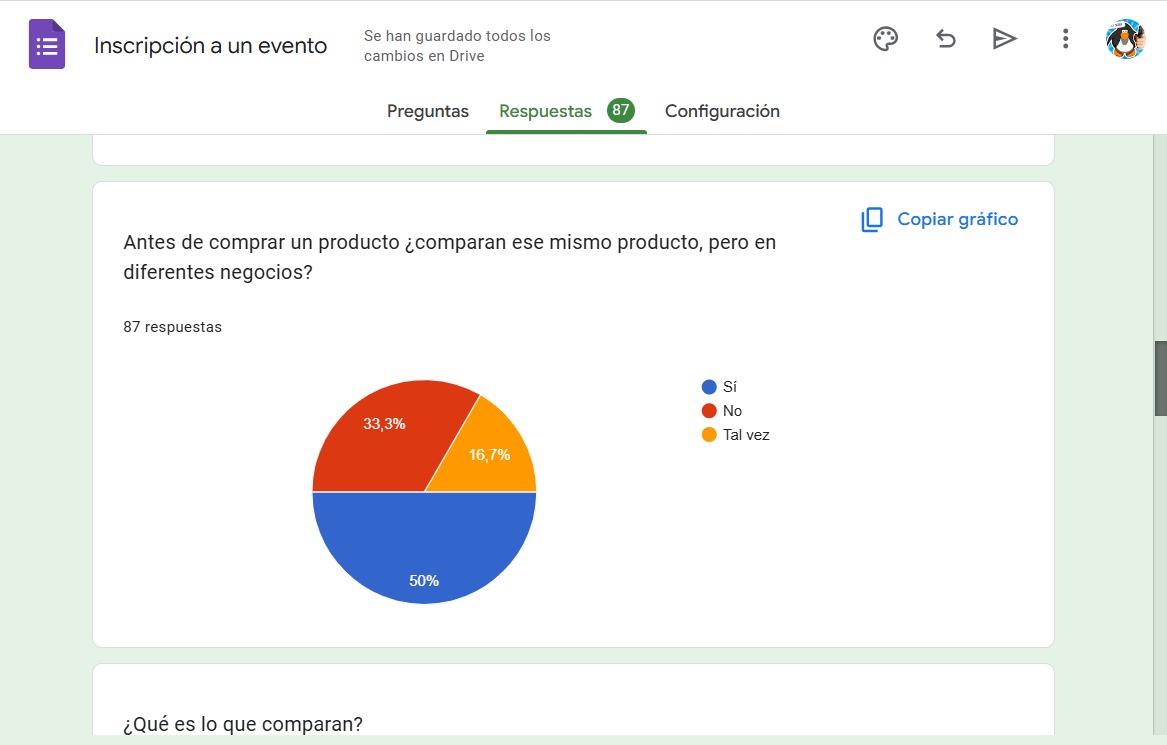 Inscripción a un evento
Se han guardado todos los
cambios en Drive
Preguntas
Respuestas
87
Configuración
Copiar gráfico
Antes de comprar un producto ¿comparan ese mismo producto, pero en
diferentes negocios?
87 respuestas
Sí
No
Tal vez
33,3%
16,7%
50%
¿Qué es lo que comparan?